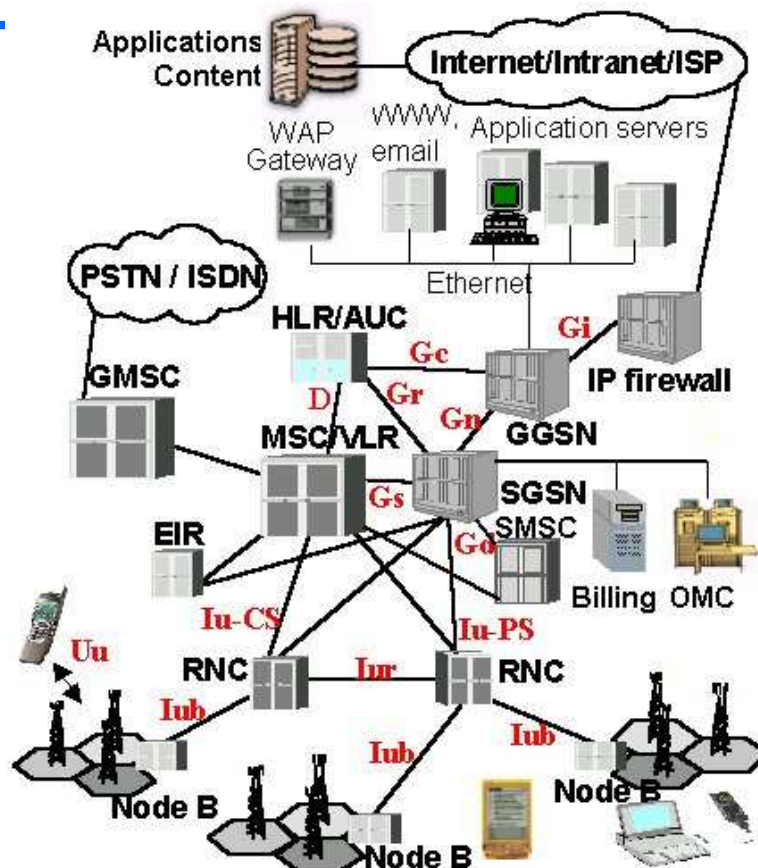 Applications
Content
Internet/Intranet/ISP
WAP
Gateway
WWW,
email
Application servers
Ethernet
PSTN / ISDN
HLR/AUC
Gc
Gi
IP firewall
GMSC
D
Gr
Gn
GGSN
MSC/VLR
Gs
SGSN
EIR
Go
SMSC
Billing
OMC
Iu-CS
Iu-PS
Uu
RNC
Iur
RNC
Iub
Iub
Iub
Node B
Node B
Node B